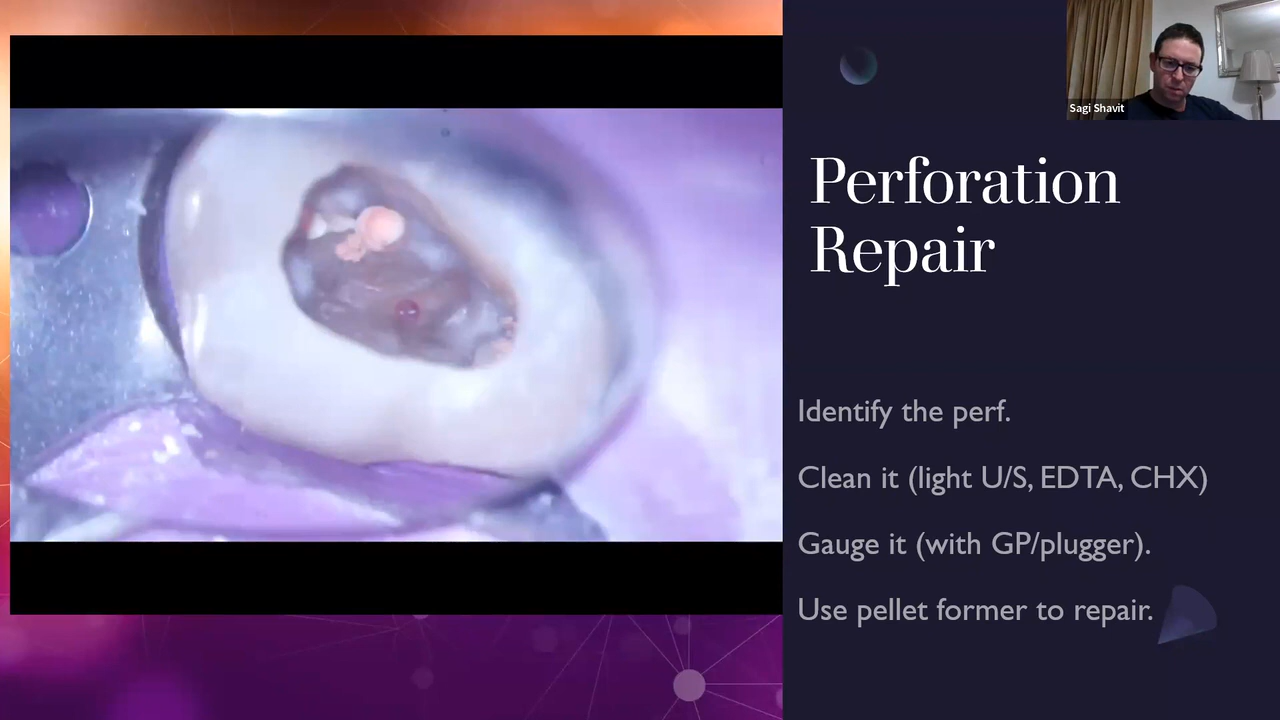 Sagi Shavit
Perforation
Repair
Identify the perf.
Clean it (light U/S, EDTA, CHX)
Gauge it (with GP/plugger).
Use pellet former to repair.